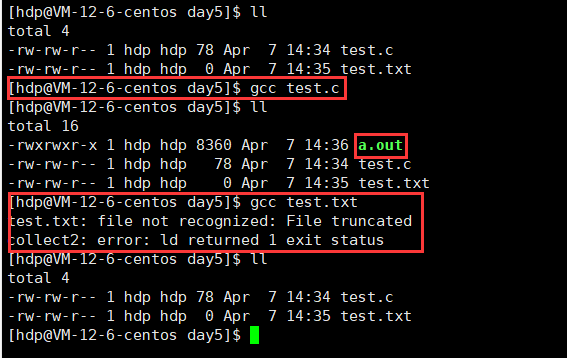 [hdp@VM-12-6-centos day5]$ ll
total 4
-rw-rw-r-- 1 hdp hdp 78 Apr  7 14:34 test.c
-rw-rw-r-- 1 hdp hdp  0 Apr  7 14:35 test.txt
[hdp@VM-12-6-centos day5]$ gcc test.c
[hdp@VM-12-6-centos day5]$ ll
total 16
-rwxrwxr-x 1 hdp hdp 8360 Apr  7 14:36 a.out
-rw-rw-r-- 1 hdp hdp   78 Apr  7 14:34 test.c
-rw-rw-r-- 1 hdp hdp    0 Apr  7 14:35 test.txt
[hdp@VM-12-6-centos day5]$ gcc test.txt
test.txt: file not recognized: File truncated
collect2: error: ld returned 1 exit status
[hdp@VM-12-6-centos day5]$ ll
total 4
-rw-rw-r-- 1 hdp hdp 78 Apr  7 14:34 test.c
-rw-rw-r-- 1 hdp hdp  0 Apr  7 14:35 test.txt
[hdp@VM-12-6-centos day5]$